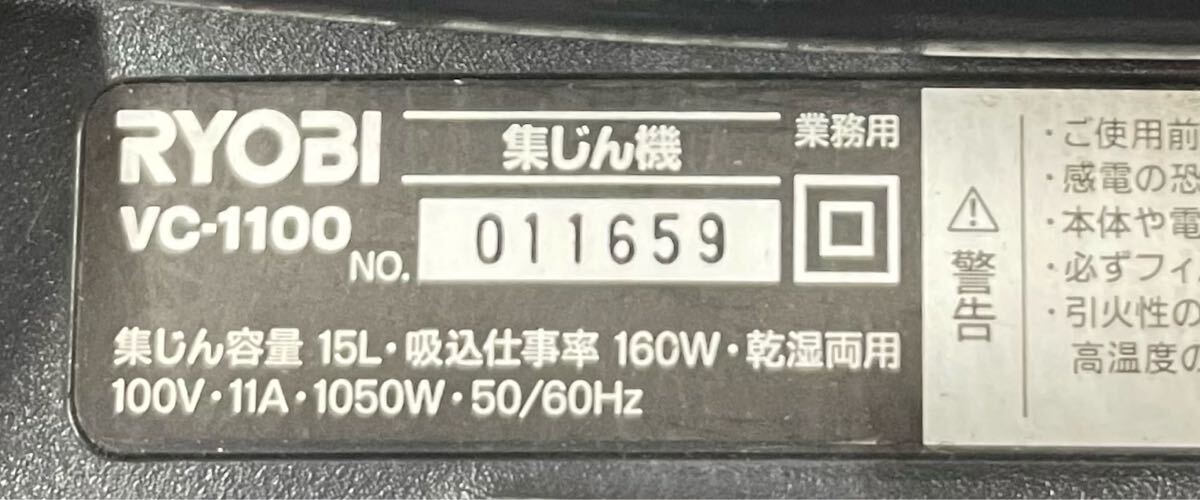 RYOBI
集じん機
業務用
VC-1100
NO. 011659
集じん容量 15L・吸込仕事率 160W・乾湿両用
100V・11A・1050W・50/60Hz
警告
・ご使用前
・感電の恐
・本体や電
・必ずフィ
・引火性の
高温度の